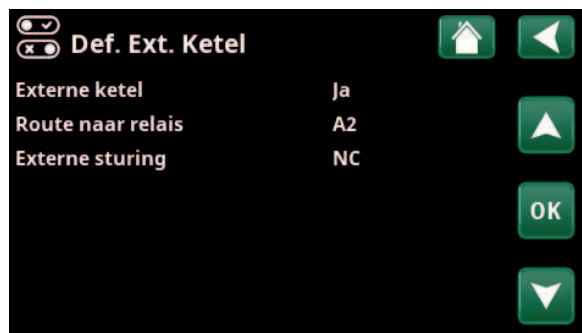 Def. Ext. Ketel
Externe ketel Ja
Route naar relais A2
Externe sturing NC
OK